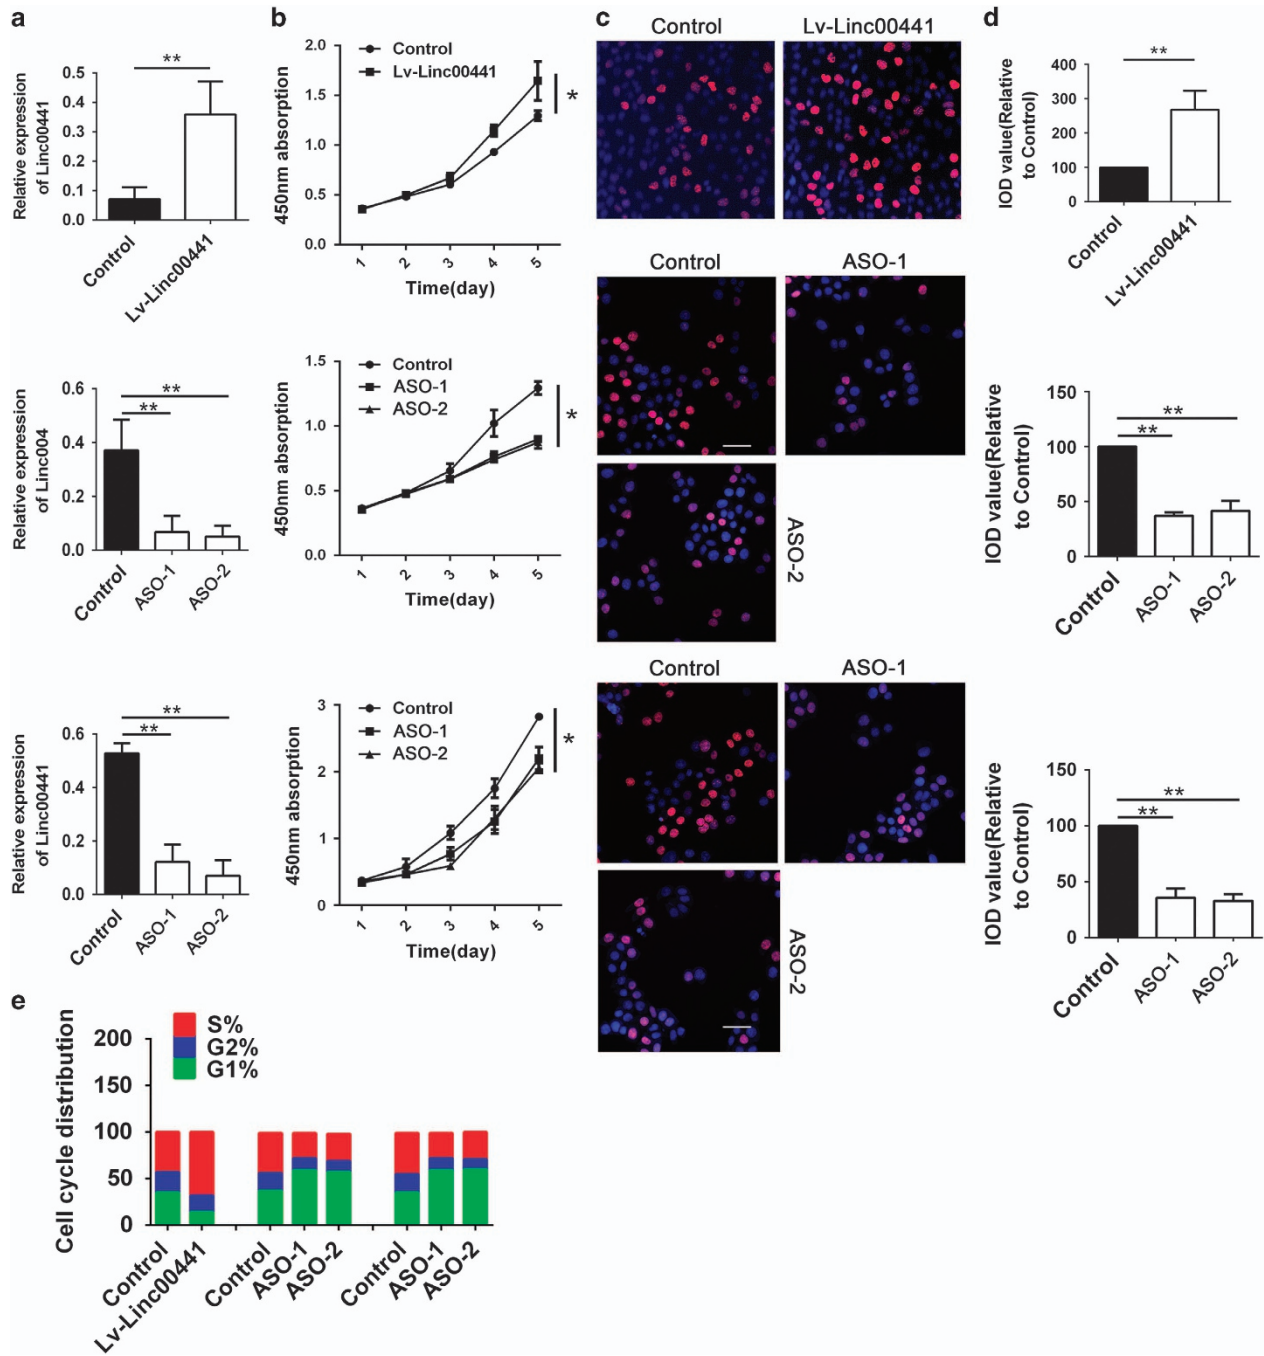 a
**
0.5
0.4
0.3
0.2
0.1
0.0
Relative expression
of Linc00441
Control
Lv-Linc00441
**
**
0.6
0.4
0.2
0.0
Relative expression
of Linc004
Control
ASO-1
ASO-2
**
**
0.6
0.4
0.2
0.0
Relative expression
of Linc00441
Control
ASO-1
ASO-2
b
2.0
1.5
1.0
0.5
0.0
450nm absorption
Control
Lv-Linc00441
*
1 2 3 4 5
Time(day)
1.5
1.0
0.5
0.0
450nm absorption
Control
ASO-1
ASO-2
*
1 2 3 4 5
Time(day)
3
2
1
0
450nm absorption
Control
ASO-1
ASO-2
*
1 2 3 4 5
Time(day)
c
Control Lv-Linc00441
Control ASO-1
ASO-2
Control ASO-1
ASO-2
d
**
400
300
200
100
0
IOD value(Relative
to Control)
Control
Lv-Linc00441
**
**
150
100
50
0
IOD value(Relative
to Control)
Control
ASO-1
ASO-2
**
**
150
100
50
0
IOD value(Relative
to Control)
Control
ASO-1
ASO-2
e
S%
G2%
G1%
200
150
100
50
0
Cell cycle distribution
Control
Lv-Linc00441
Control
ASO-1
ASO-2
Control
ASO-1
ASO-2